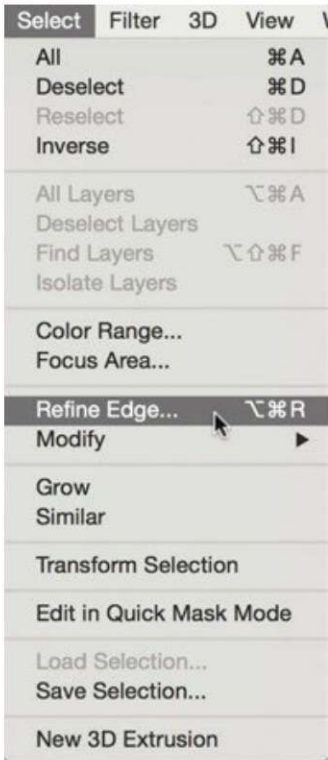 Select Filter 3D View
All ⌘A
Deselect ⌘D
Reselect ⇧⌘D
Inverse ⇧⌘I
All Layers ⌥⌘A
Deselect Layers
Find Layers ⌥⇧⌘F
Isolate Layers
Color Range...
Focus Area...
Refine Edge... ⌥⌘R
Modify ▶
Grow
Similar
Transform Selection
Edit in Quick Mask Mode
Load Selection...
Save Selection...
New 3D Extrusion